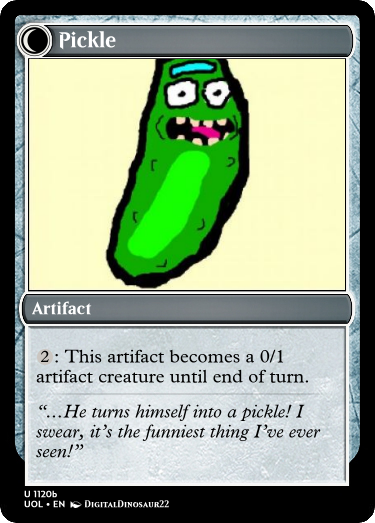 Pickle
Artifact
2: This artifact becomes a 0/1
artifact creature until end of turn.
“...He turns himself into a pickle! I
swear, it's the funniest thing I've ever
seen!”
U 1120b
UOL • EN DigitalDinosaur22